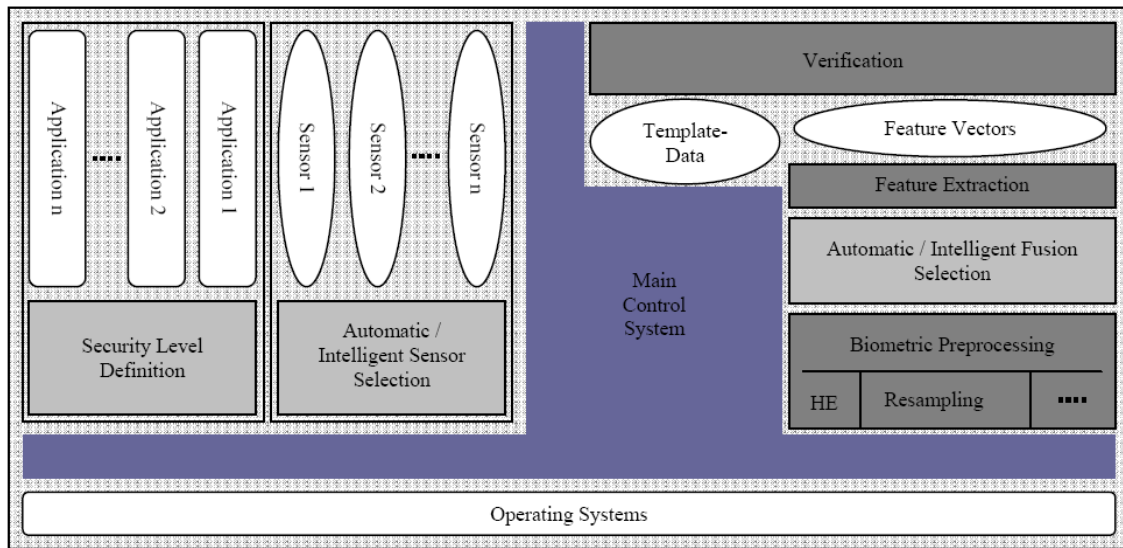 Application n
....
Application 2
Application 1
Security Level
Definition
Sensor 1
Sensor 2
....
Sensor n
Automatic /
Intelligent Sensor
Selection
Main
Control
System
Verification
Template-
Data
Feature Vectors
Feature Extraction
Automatic / Intelligent Fusion
Selection
Biometric Preprocessing
HE
Resampling
....
Operating Systems